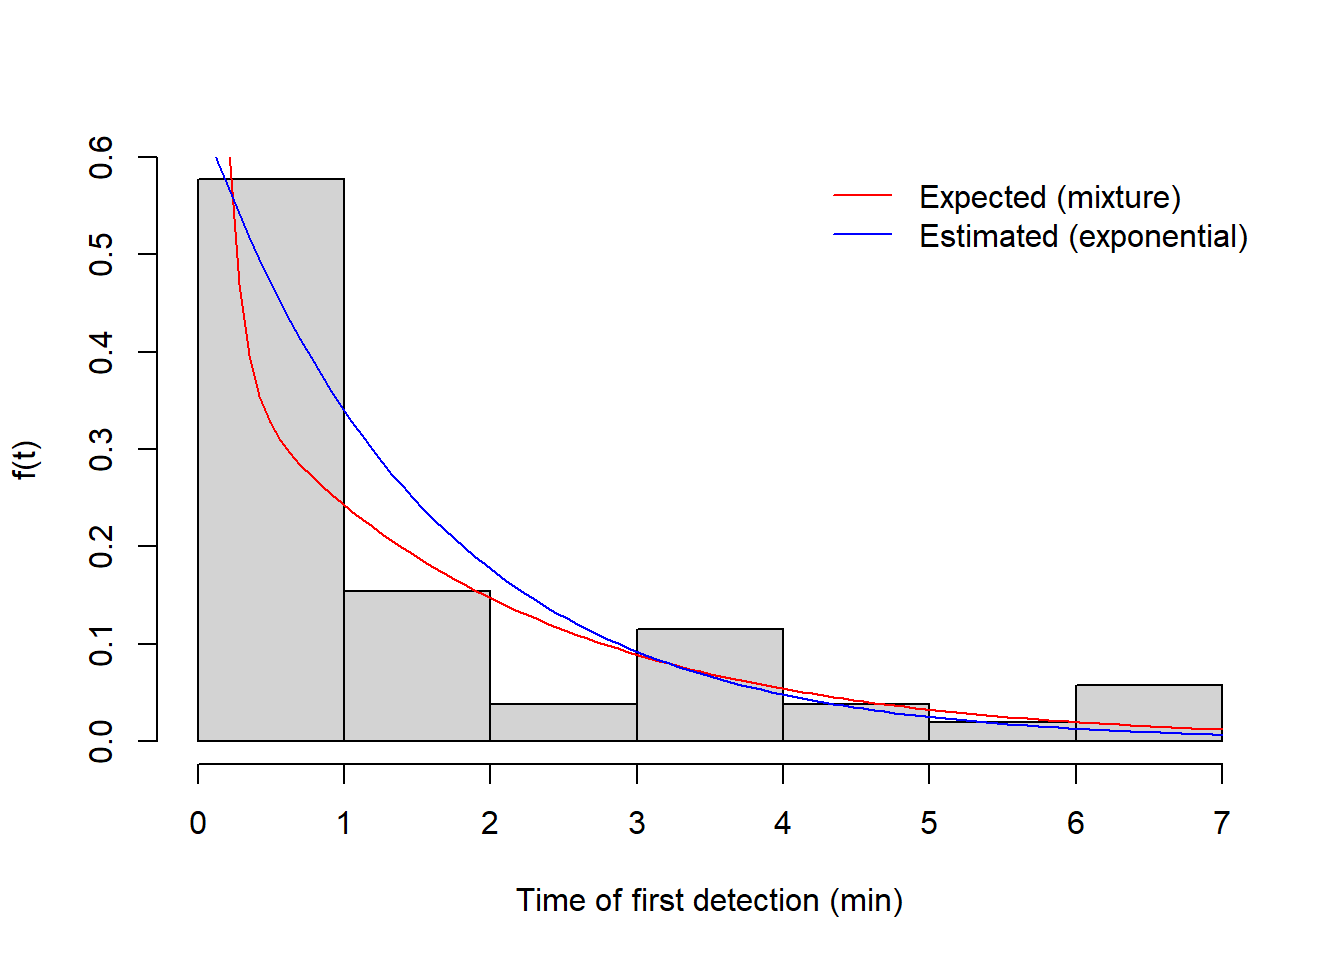 0.6
0.5
0.4
0.3
0.2
0.1
0.0
f(t)
Expected (mixture)
Estimated (exponential)
0 1 2 3 4 5 6 7
Time of first detection (min)